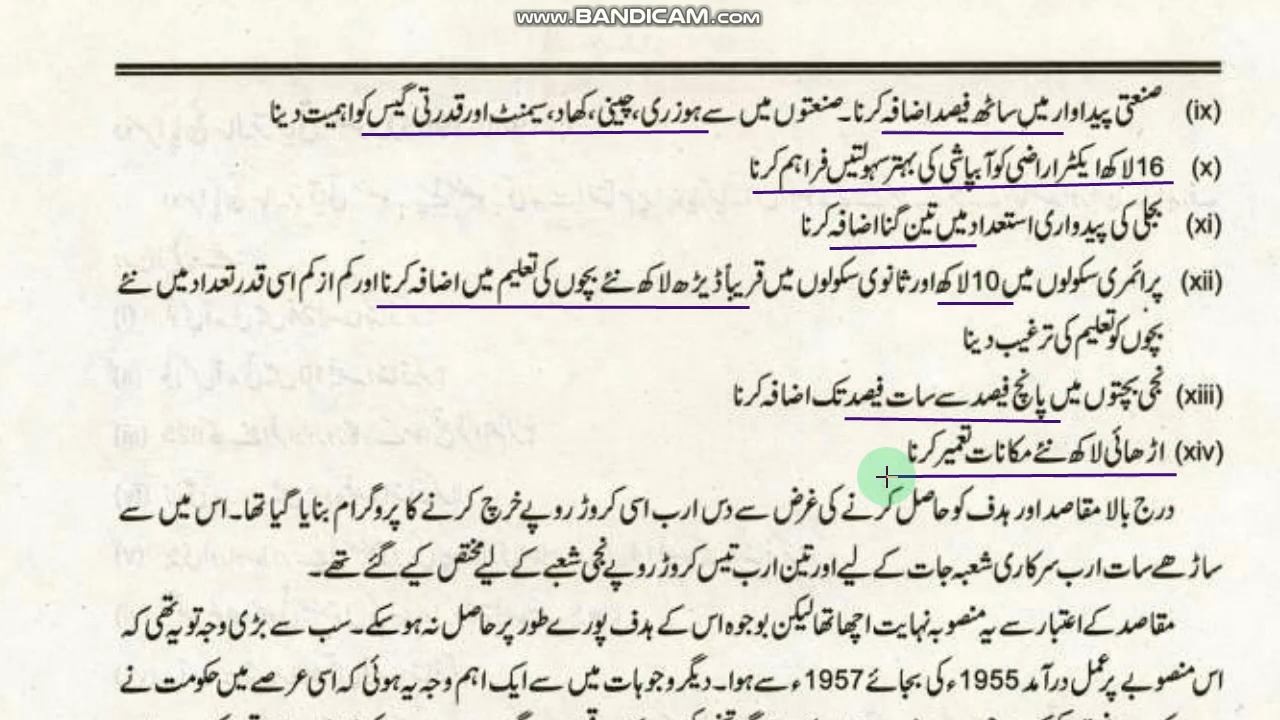 www.BANDICAM.com
(ix) صنعتی پیداوار میں ساٹھ فیصد اضافہ کرنا۔ صنعتوں میں سے ہوزری، چینی، کھاد، سیمنٹ اور قدرتی گیس کو اہمیت دینا
(x) 16 لاکھ ایکٹر اراضی کو آبپاشی کی بہتر سہولتیں فراہم کرنا
(xi) بجلی کی پیدواری استعداد میں تین گنا اضافہ کرنا
(xii) پرائمری سکولوں میں 10 لاکھ اور ثانوی سکولوں میں قریباً ڈیڑھ لاکھ نئے بچوں کی تعلیم میں اضافہ کرنا اور کم از کم اسی قدر تعداد میں نئے
بچوں کو تعلیم کی ترغیب دینا
(xiii) نجی بچتوں میں پانچ فیصد سے سات فیصد تک اضافہ کرنا
(xiv) اڑھائی لاکھ نئے مکانات تعمیر کرنا
درج بالا مقاصد اور ہدف کو حاصل کرنے کی غرض سے دس ارب اسی کروڑ روپے خرچ کرنے کا پروگرام بنایا گیا تھا۔ اس میں سے
ساڑھے سات ارب سرکاری شعبہ جات کے لیے اور تین ارب تیس کروڑ روپے نجی شعبے کے لیے مختص کیے گئے تھے۔
مقاصد کے اعتبار سے یہ منصوبہ نہایت اچھا تھا لیکن بوجوہ اس کے ہدف پورے طور پر حاصل نہ ہو سکے۔ سب سے بڑی وجہ تو یہ تھی کہ
اس منصوبے پر عمل درآمد 1955ء کی بجائے 1957ء سے ہوا۔ دیگر وجوہات میں سے ایک اہم وجہ یہ ہوئی کہ اسی عرصے میں حکومت نے